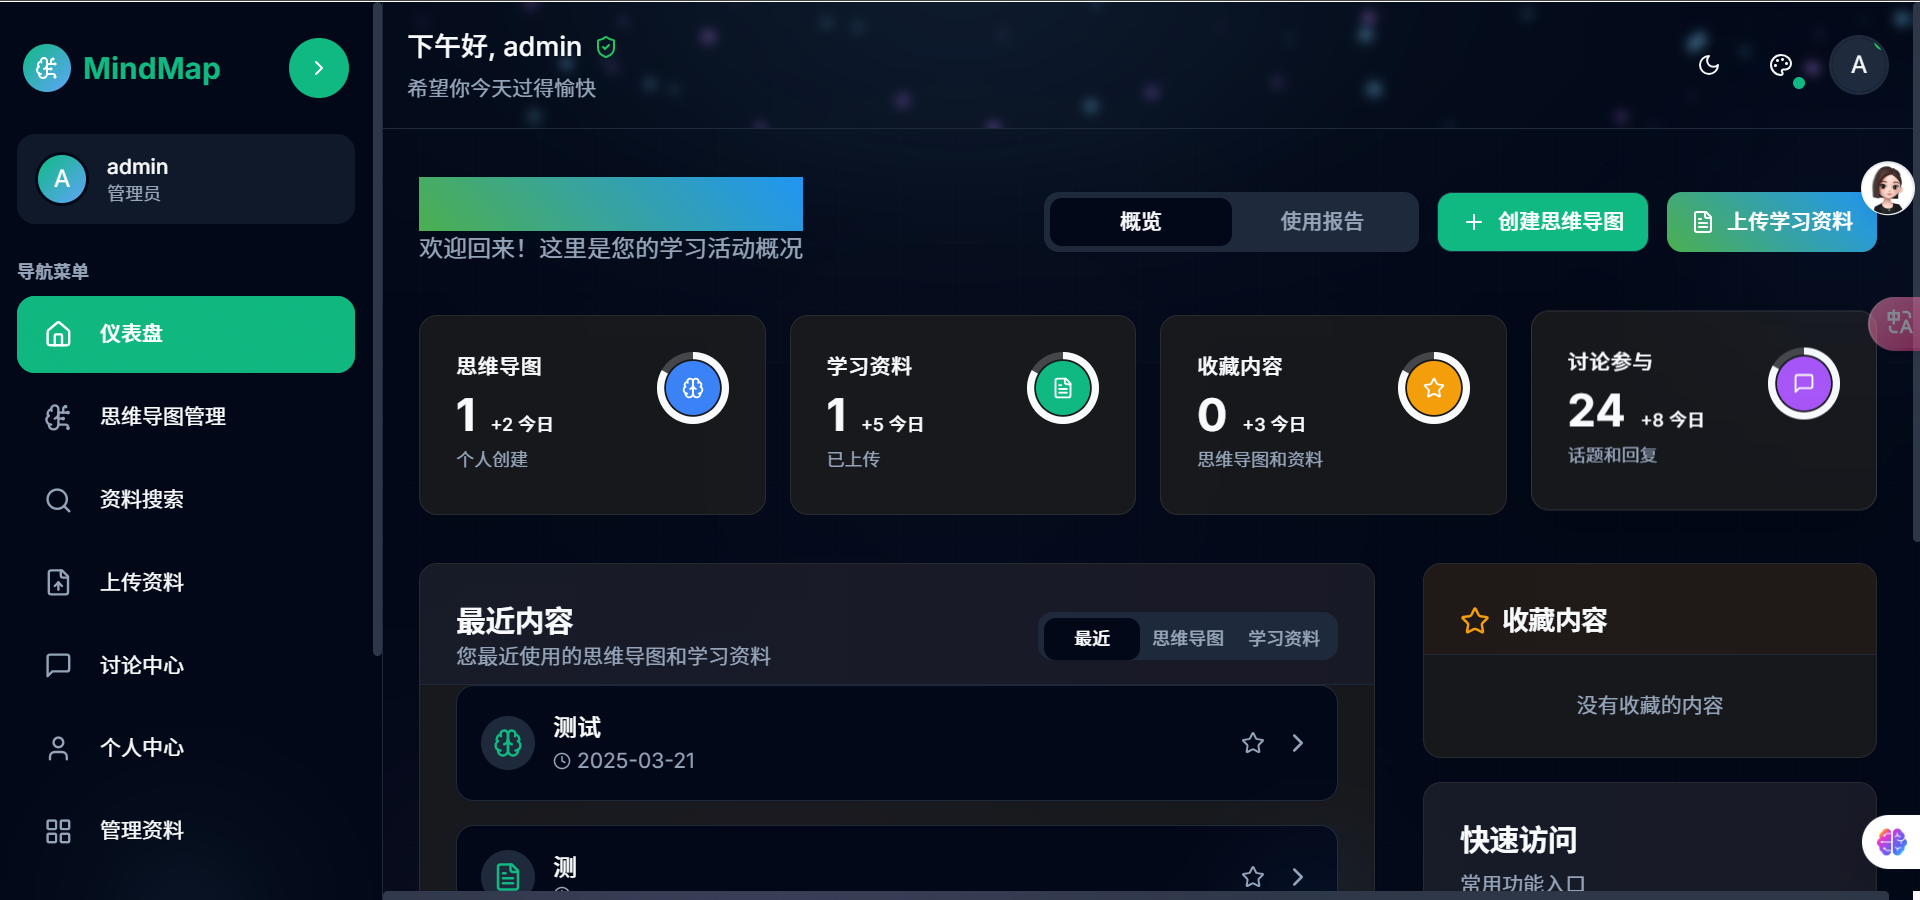 MindMap
A
admin
管理员
导航菜单
仪表盘
思维导图管理
资料搜索
上传资料
讨论中心
个人中心
管理资料
下午好, admin
希望你今天过得愉快
A
欢迎回来！这里是您的学习活动概况
概览
使用报告
创建思维导图
上传学习资料
中A
思维导图
1 +2 今日
个人创建
学习资料
1 +5 今日
已上传
收藏内容
0 +3 今日
思维导图和资料
讨论参与
24 +8 今日
话题和回复
最近内容
您最近使用的思维导图和学习资料
最近
思维导图
学习资料
测试
2025-03-21
测
收藏内容
没有收藏的内容
快速访问
常用功能入口